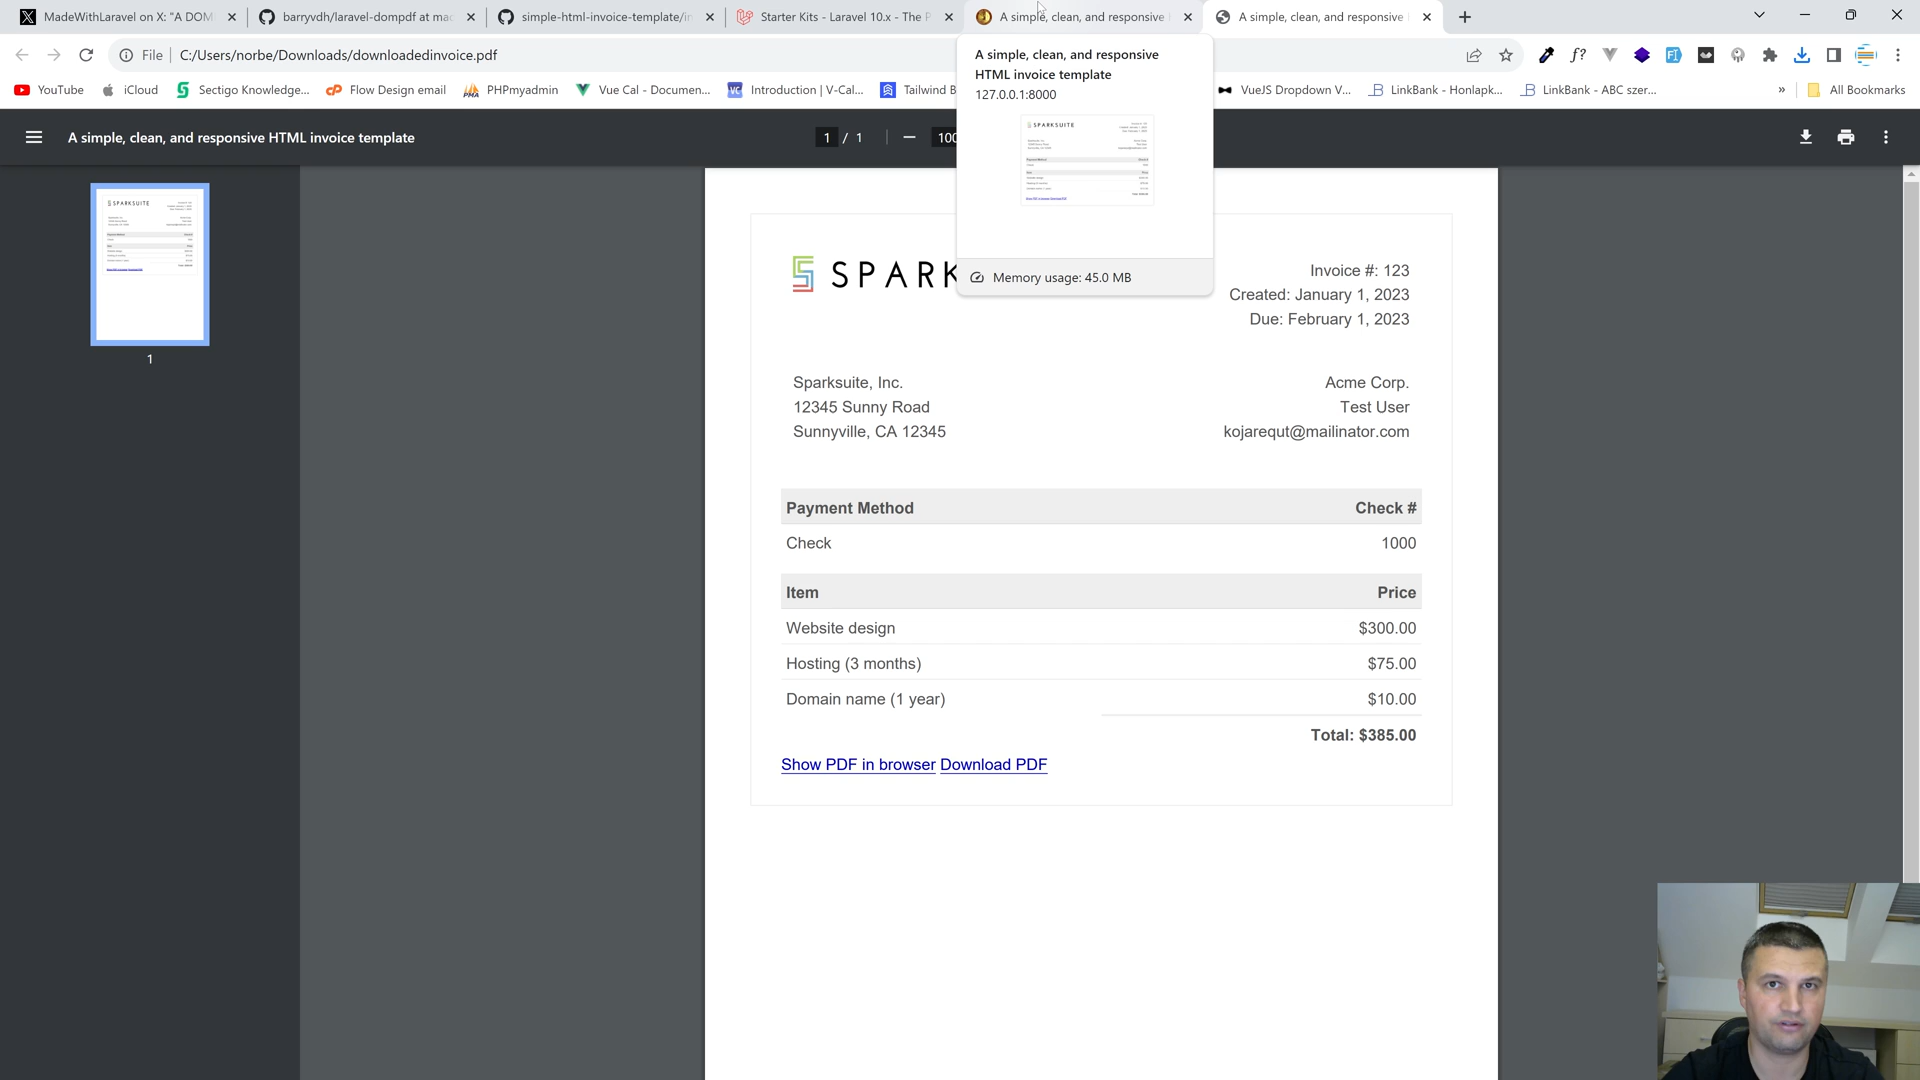 MadeWithLaravel on X: "A DOM
barryvdh/laravel-dompdf at mac
simple-html-invoice-template/in
Starter Kits - Laravel 10.x - The P
A simple, clean, and responsive
A simple, clean, and responsive
File
C:/Users/norbe/Downloads/downloadedinvoice.pdf
YouTube
iCloud
Sectigo Knowledge...
Flow Design email
PHPmyadmin
Vue Cal - Documen...
Introduction | V-Cal...
Tailwind B
VueJS Dropdown V...
LinkBank - Honlapk...
LinkBank - ABC szer...
»
All Bookmarks
A simple, clean, and responsive
HTML invoice template
127.0.0.1:8000
Memory usage: 45.0 MB
A simple, clean, and responsive HTML invoice template
1 / 1
100
1
SPARK
Invoice #: 123
Created: January 1, 2023
Due: February 1, 2023
Sparksuite, Inc.
12345 Sunny Road
Sunnyville, CA 12345
Acme Corp.
Test User
kojarequt@mailinator.com
Payment Method Check #
Check 1000
Item Price
Website design $300.00
Hosting (3 months) $75.00
Domain name (1 year) $10.00
Total: $385.00
Show PDF in browser Download PDF